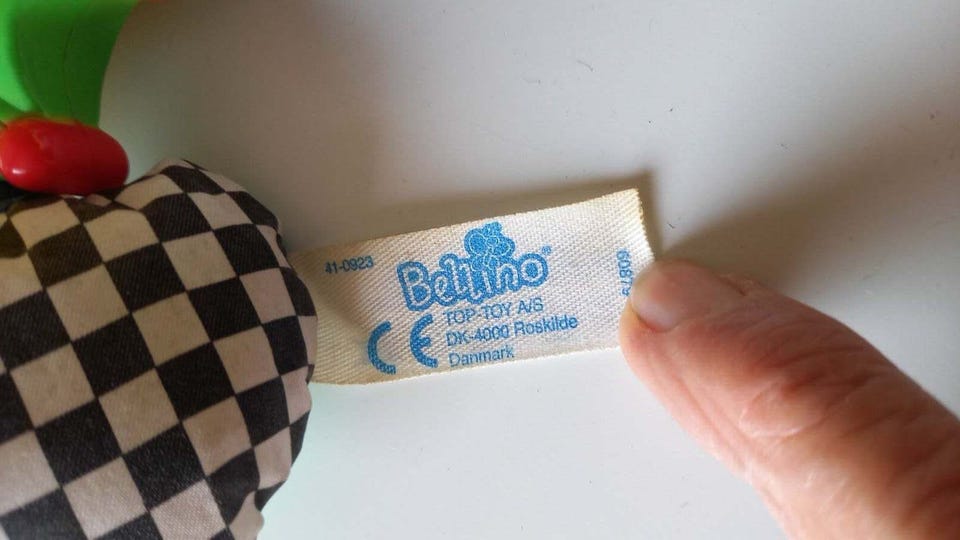 41-0923
Bellino
TOP-TOY A/S
DK-4000 Roskilde
Danmark
CE